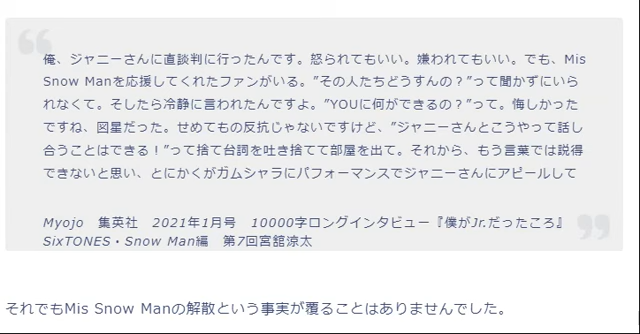 俺、ジャニーさんに直談判に行ったんです。怒られてもいい。嫌われてもいい。でも、Mis
Snow Manを応援してくれたファンがいる。”その人たちどうすんの？”って聞かずにいら
れなくて。そしたら冷静に言われたんですよ。”YOUに何ができるの？”って。悔しかった
ですね、図星だった。せめてもの反抗じゃないですけど、”ジャニーさんとこうやって話し
合うことはできる！”って捨て台詞を吐き捨てて部屋を出て。それから、もう言葉では説得
できないと思い、とにかくがガムシャラにパフォーマンスでジャニーさんにアピールして
Myojo　集英社　2021年1月号　10000字ロングインタビュー『僕がJr.だったころ』
SixTONES・Snow Man編　第7回宮舘涼太
それでもMis Snow Manの解散という事実が覆ることはありませんでした。